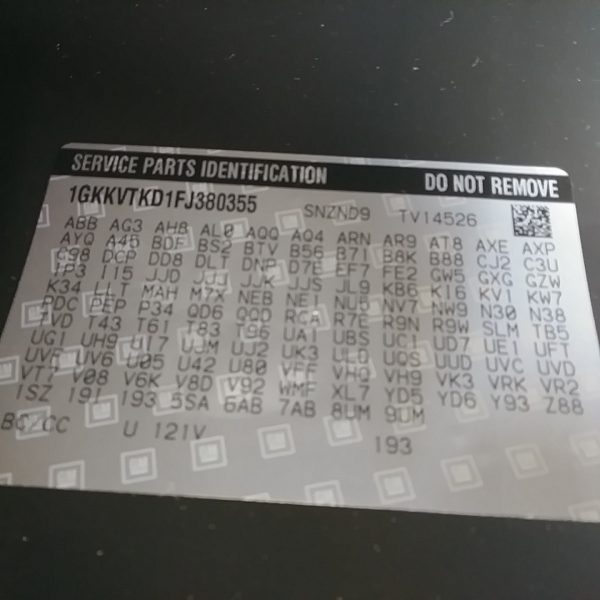 SERVICE PARTS IDENTIFICATION DO NOT REMOVE
1GKKVTKD1FJ380355 SNZND9 TV14526
ABB AG3 AH8 AL0 AQQ AQ4 ARN AR9 AT8 AXE AXP
AYQ A45 BDF BS2 BTV B56 B71 B8K B88 CJ2 C3U
C98 DCP DD8 DLT DNP D7E EF7 FE2 GW5 GXG GZW
1P3 I15 JJD JJJ JJK JJS JL9 KB6 K16 KV1 KW7
K34 LLT MAH M7X NEB NE1 NU5 NV7 NW9 N30 N38
PDC PEP P34 QD6 QQD RCA R7E R9N R9W SLM TB5
TVD T43 T61 T83 T96 UA1 UBS UC1 UD7 UE1 UFT
UG1 UH9 U17 UJM UJ2 UK3 ULQ UQS UUD UVC UVD
UV5 UV6 U05 U42 U80 VFF VHQ VH9 VK3 VRK VR2
VT7 V08 V6K V8D V92 WMF XL7 YD5 YD6 Y93 Z88
1SZ 19I 193 5SA 6AB 7AB 8UM 9UM
BC/CC U 121V 193